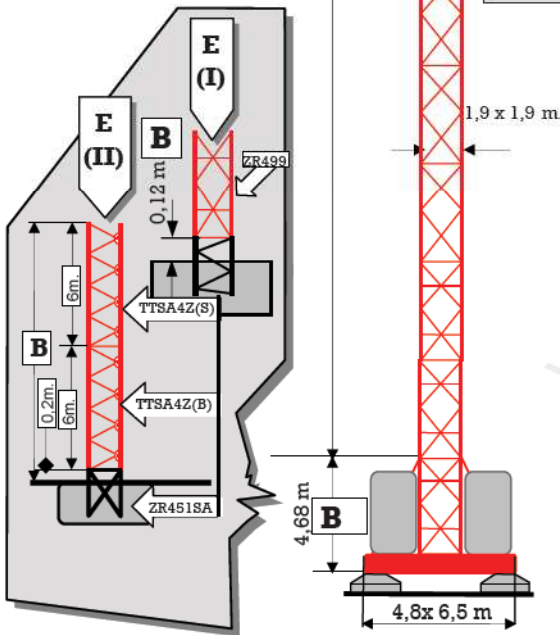 E
(I)
E
(II)
B
0,12 m
ZR499
6m.
TTSA4Z(S)
B
0,2m.
6m.
TTSA4Z(B)
ZR451SA
1,9 x 1,9 m
4,68 m
B
4,8x 6,5 m